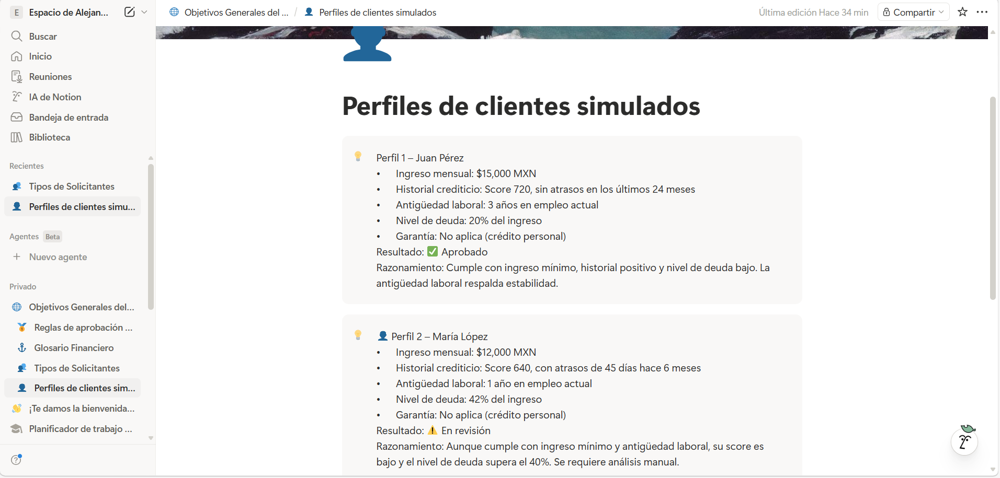 E Espacio de Alejan...
Buscar
Inicio
Reuniones
IA de Notion
Bandeja de entrada
Biblioteca
Recientes
Tipos de Solicitantes
Perfiles de clientes simu...
Agentes Beta
+ Nuevo agente
Privado
Objetivos Generales del...
Reglas de aprobación ...
Glosario Financiero
Tipos de Solicitantes
Perfiles de clientes sim...
¡Te damos la bienvenida...
Planificador de trabajo ...
Objetivos Generales del ... / Perfiles de clientes simulados
Última edición Hace 34 min Compartir
Perfiles de clientes simulados
Perfil 1 – Juan Pérez
• Ingreso mensual: $15,000 MXN
• Historial crediticio: Score 720, sin atrasos en los últimos 24 meses
• Antigüedad laboral: 3 años en empleo actual
• Nivel de deuda: 20% del ingreso
• Garantía: No aplica (crédito personal)
Resultado: ✅ Aprobado
Razonamiento: Cumple con ingreso mínimo, historial positivo y nivel de deuda bajo. La
antigüedad laboral respalda estabilidad.
👤 Perfil 2 – María López
• Ingreso mensual: $12,000 MXN
• Historial crediticio: Score 640, con atrasos de 45 días hace 6 meses
• Antigüedad laboral: 1 año en empleo actual
• Nivel de deuda: 42% del ingreso
• Garantía: No aplica (crédito personal)
Resultado: ⚠️ En revisión
Razonamiento: Aunque cumple con ingreso mínimo y antigüedad laboral, su score es
bajo y el nivel de deuda supera el 40%. Se requiere análisis manual.